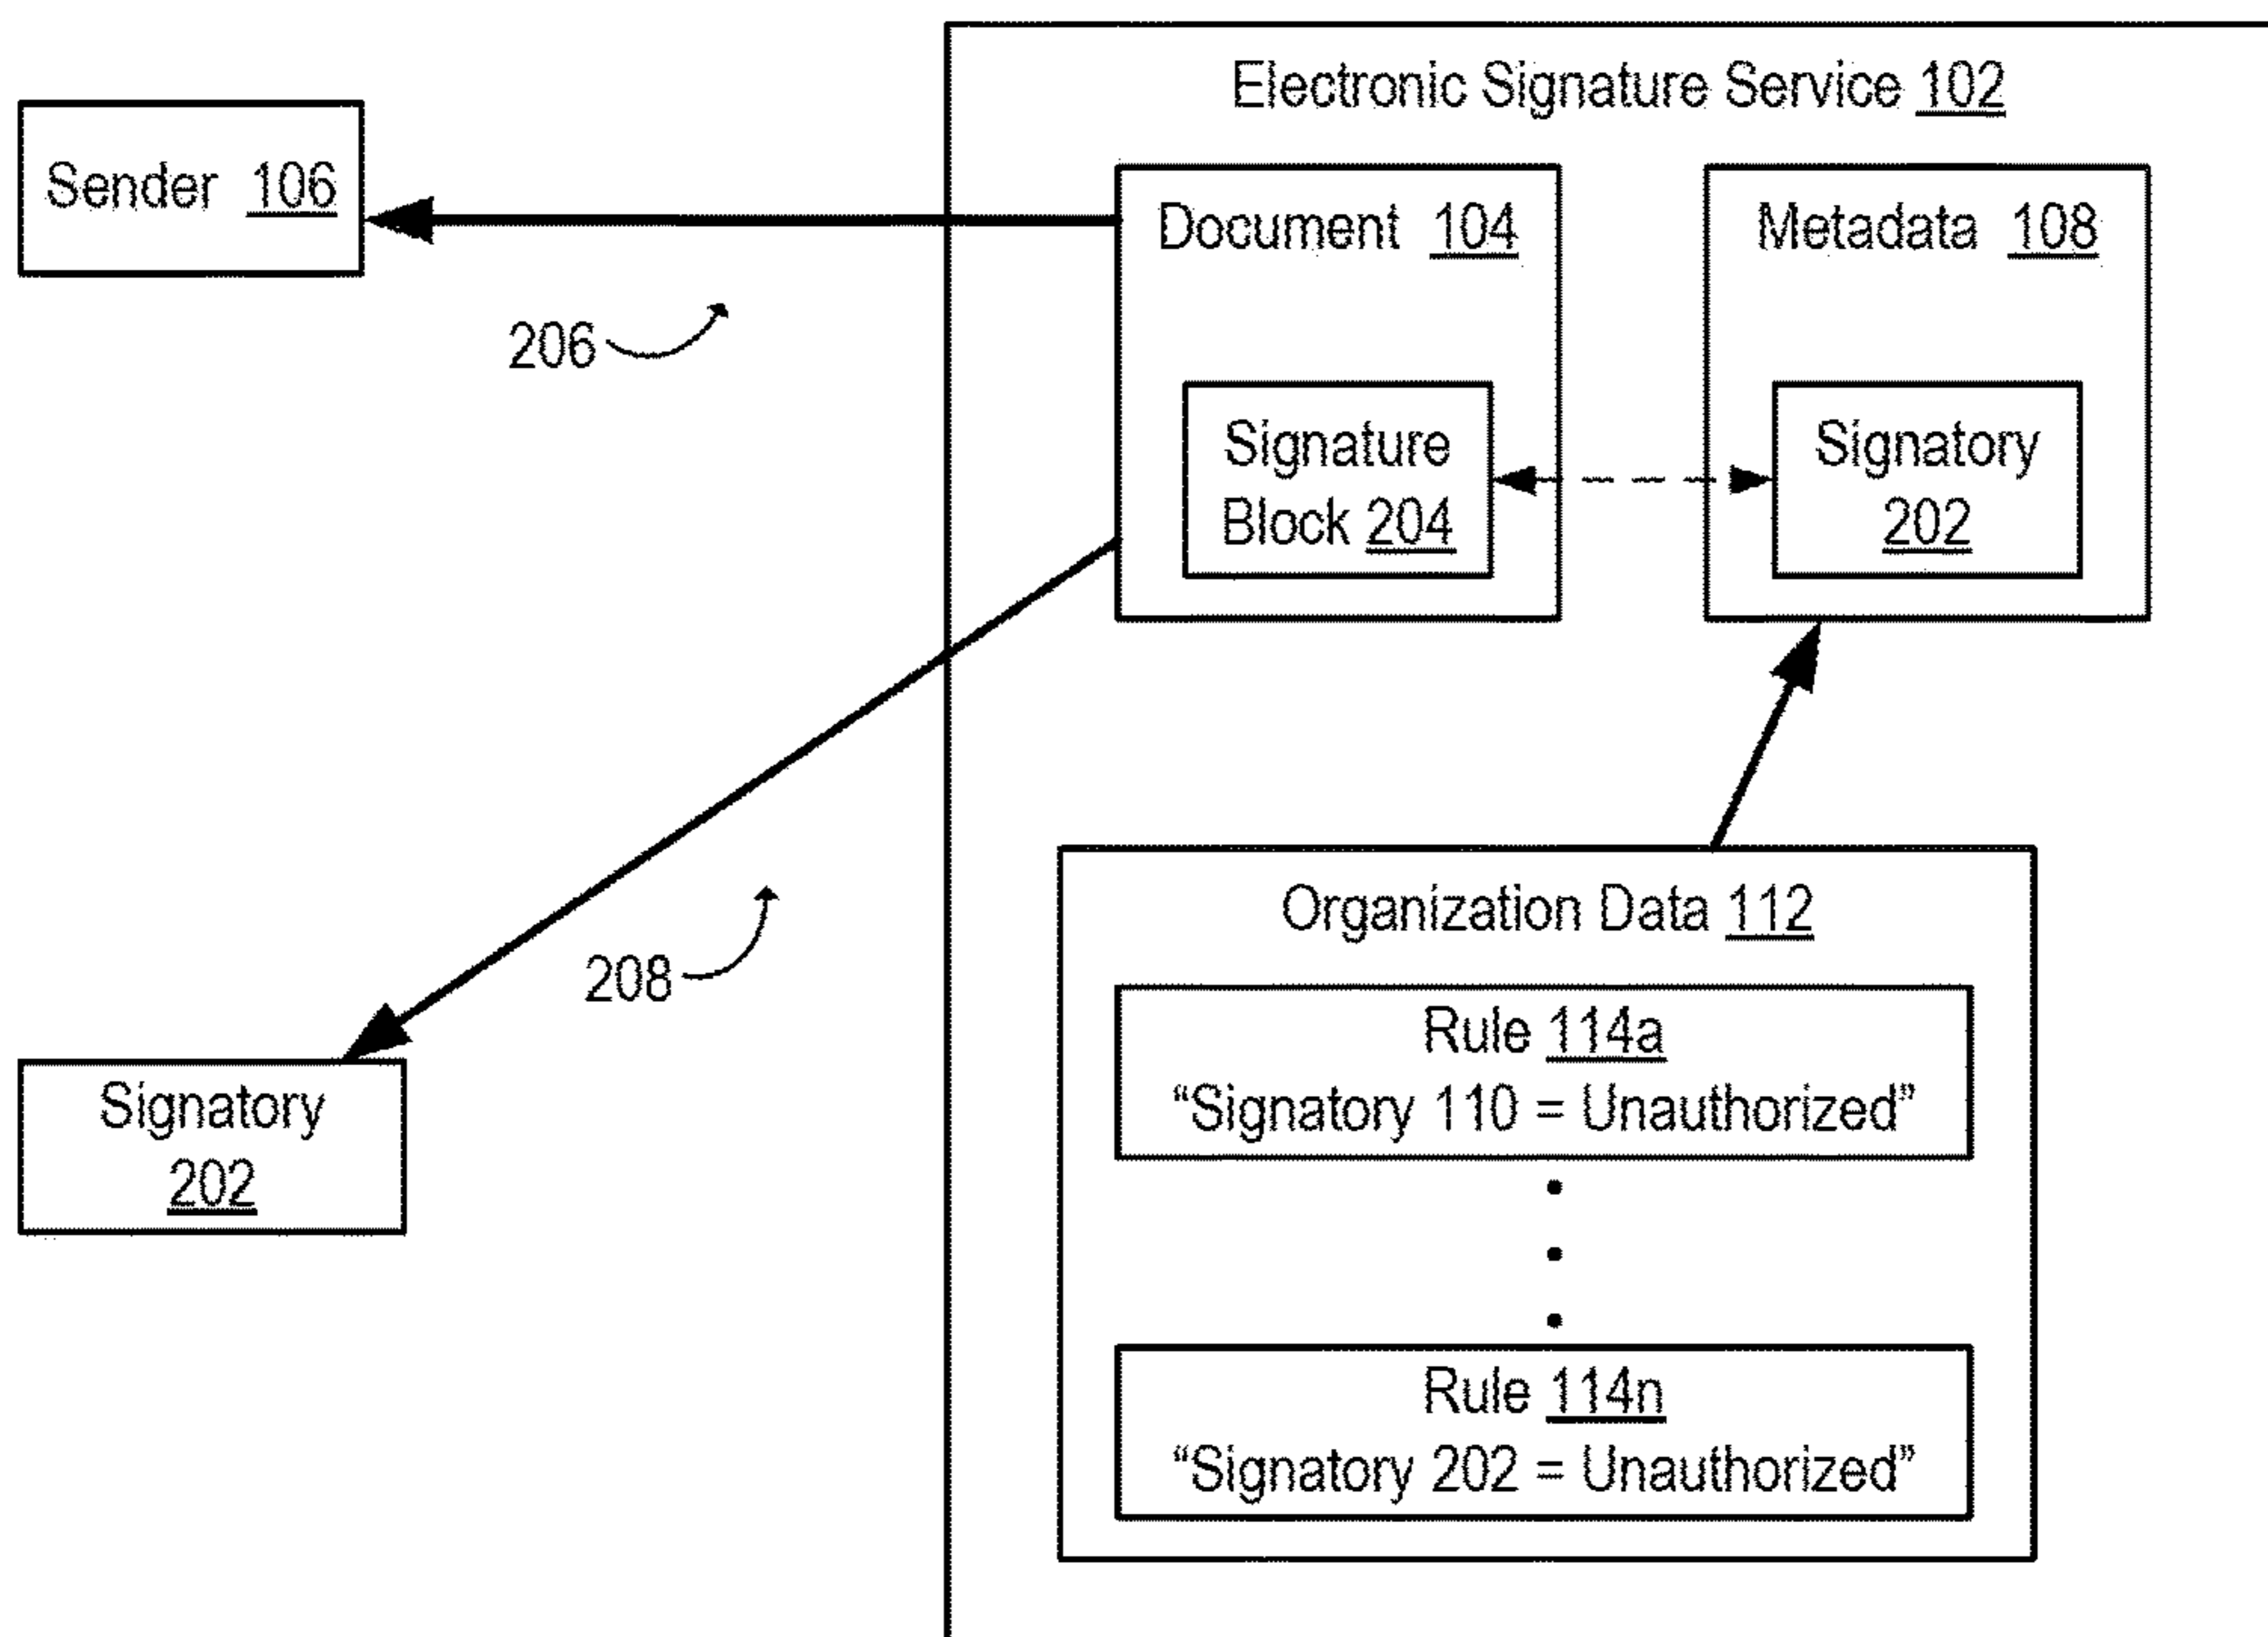 Electronic Signature Service 102
Sender 106
Document 104
Metadata 108
206
Signature
Block 204
Signatory
202
208
Signatory
202
Organization Data 112
Rule 114a
“Signatory 110 = Unauthorized”
Rule 114n
“Signatory 202 = Unauthorized”